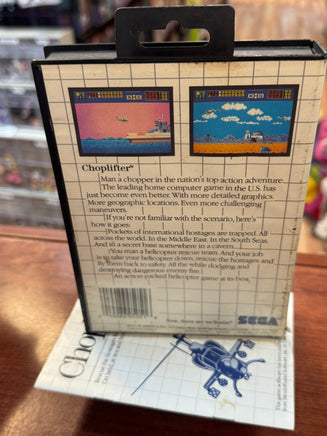 Choplifter™
Man a chopper in the nation's top action adventure.
The leading home computer game in the U.S. has
just become even better. With more detailed graphics.
More geographic locations. Even more challenging
maneuvers.
If you're not familiar with the scenario, here's
how it goes:
Pockets of international hostages are trapped. All
across the world. In the Middle East. In the South Seas.
And in a secret base somewhere in a cavern.
You man a helicopter rescue team. And your job
is to take your helicopter down, rescue the hostages and
fly them back to safety. All the while dodging and
destroying dangerous enemy fire.
An action packed helicopter game at its best.
SEGA
Cho